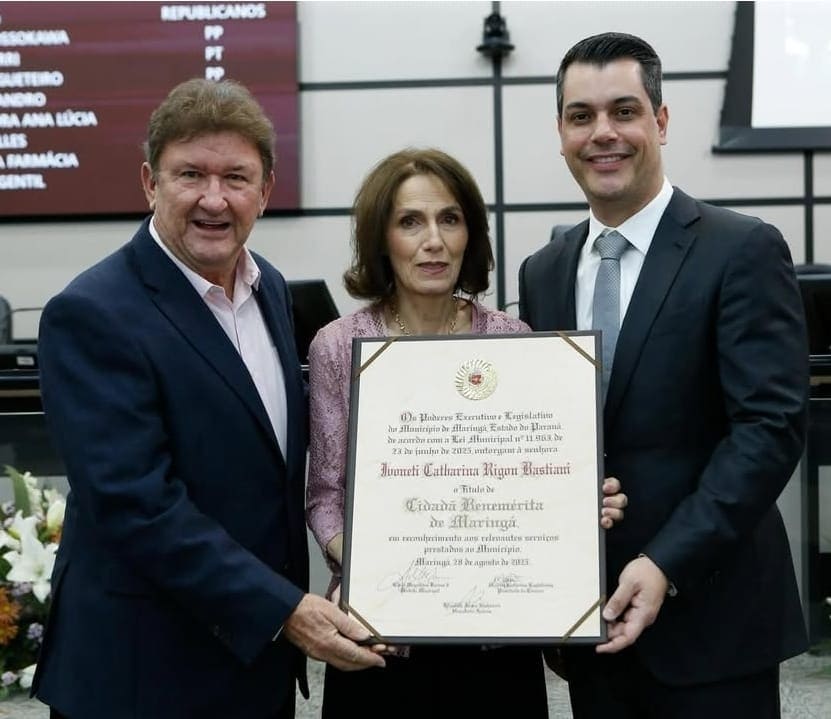 REPUBLICANOS
SSOKAWA PP
RRI PT
GUETEIRO PP
ANDRO
RA ANA LÚCIA
LLES
A FARMÁCIA
GENTIL
Os Poderes Executivo e Legislativo
do Município de Maringá, Estado do Paraná,
de acordo com a Lei Municipal nº 11.963, de
23 de junho de 2025, outorgam à senhora
Ivoneti Catharina Rigon Bastiani
o Título de
Cidadã Benemérita
de Maringá,
em reconhecimento aos relevantes serviços
prestados ao Município.
Maringá, 28 de agosto de 2025.